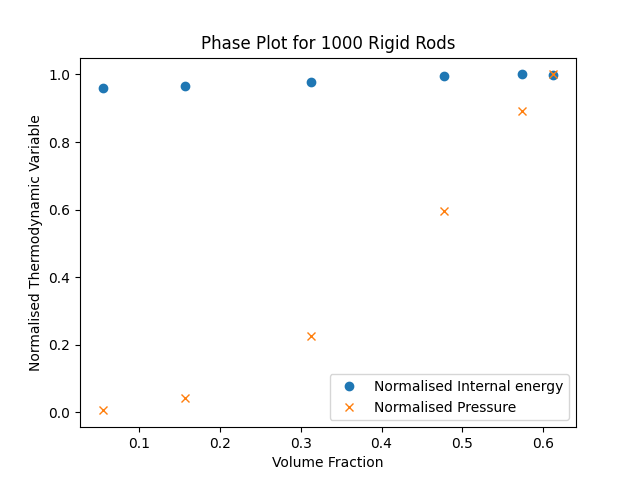 Phase Plot for 1000 Rigid Rods
Normalised Thermodynamic Variable
1.0
0.8
0.6
0.4
0.2
0.0
Normalised Internal energy
Normalised Pressure
0.1 0.2 0.3 0.4 0.5 0.6
Volume Fraction